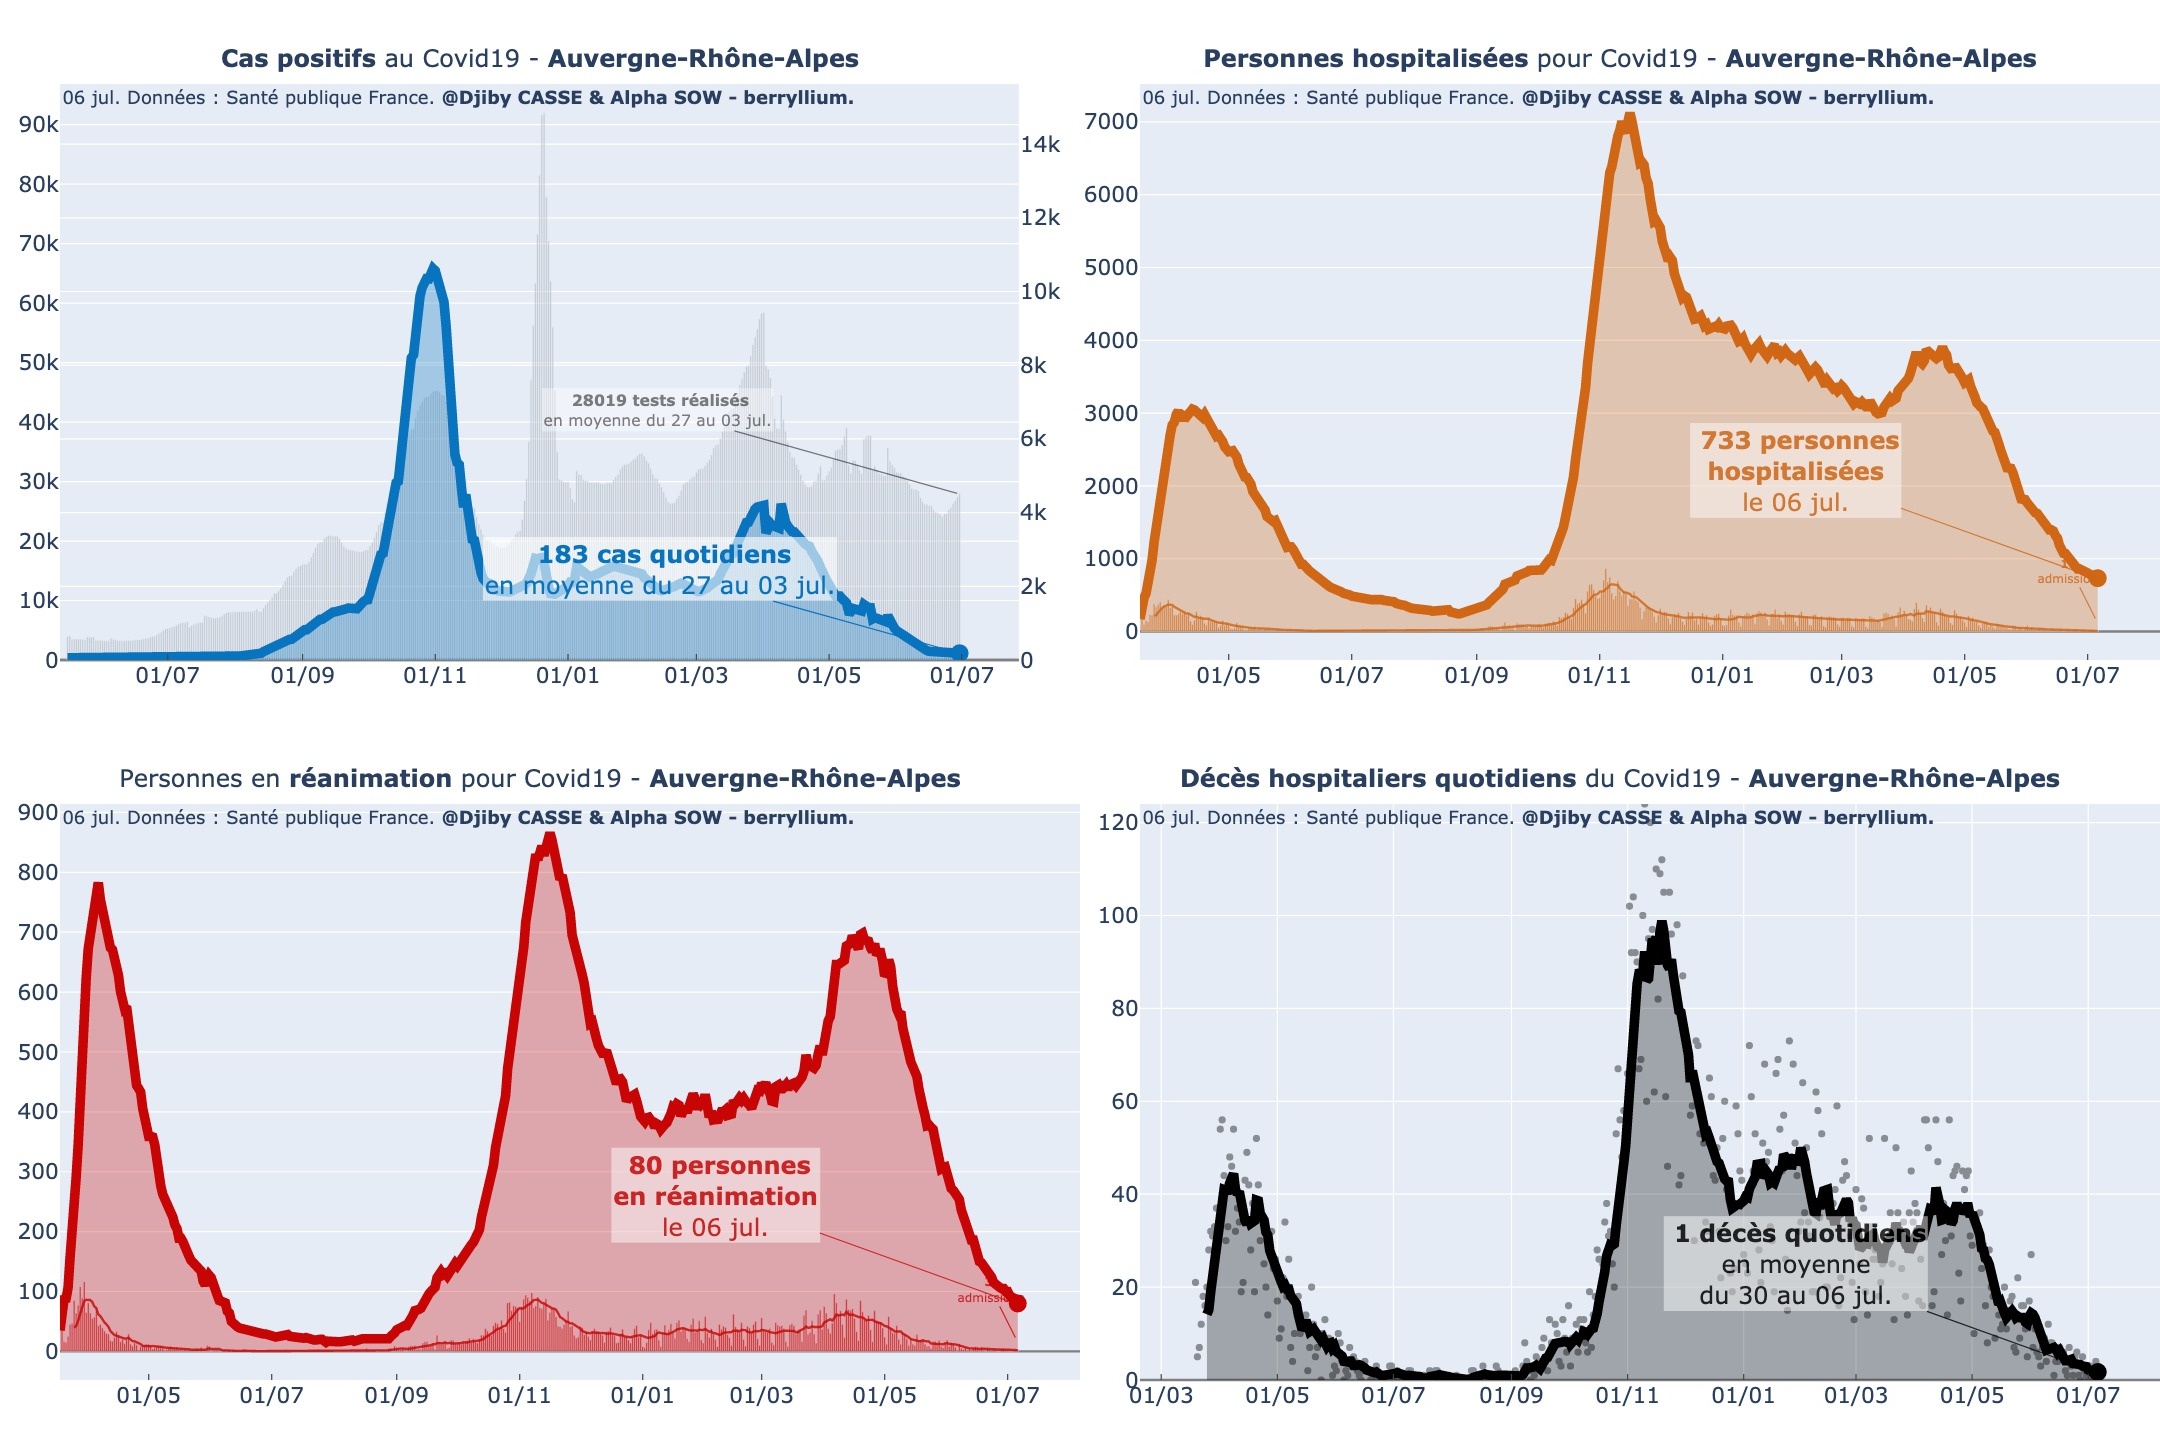 Cas positifs au Covid19 - Auvergne-Rhône-Alpes
06 jul. Données : Santé publique France. @Djiby CASSE & Alpha SOW - berryllium.
90k
80k
70k
60k
50k
40k
30k
20k
10k
0
14k
12k
10k
8k
6k
4k
2k
0
28019 tests réalisés
en moyenne du 27 au 03 jul.
183 cas quotidiens
en moyenne du 27 au 03 jul.
01/07 01/09 01/11 01/01 01/03 01/05 01/07
Personnes hospitalisées pour Covid19 - Auvergne-Rhône-Alpes
06 jul. Données : Santé publique France. @Djiby CASSE & Alpha SOW - berryllium.
7000
6000
5000
4000
3000
2000
1000
0
733 personnes
hospitalisées
le 06 jul.
01/05 01/07 01/09 01/11 01/01 01/03 01/05 01/07
Personnes en réanimation pour Covid19 - Auvergne-Rhône-Alpes
06 jul. Données : Santé publique France. @Djiby CASSE & Alpha SOW - berryllium.
900
800
700
600
500
400
300
200
100
0
80 personnes
en réanimation
le 06 jul.
01/05 01/07 01/09 01/11 01/01 01/03 01/05 01/07
Décès hospitaliers quotidiens du Covid19 - Auvergne-Rhône-Alpes
06 jul. Données : Santé publique France. @Djiby CASSE & Alpha SOW - berryllium.
120
100
80
60
40
20
0
1 décès quotidiens
en moyenne
du 30 au 06 jul.
01/03 01/05 01/07 01/09 01/11 01/01 01/03 01/05 01/07